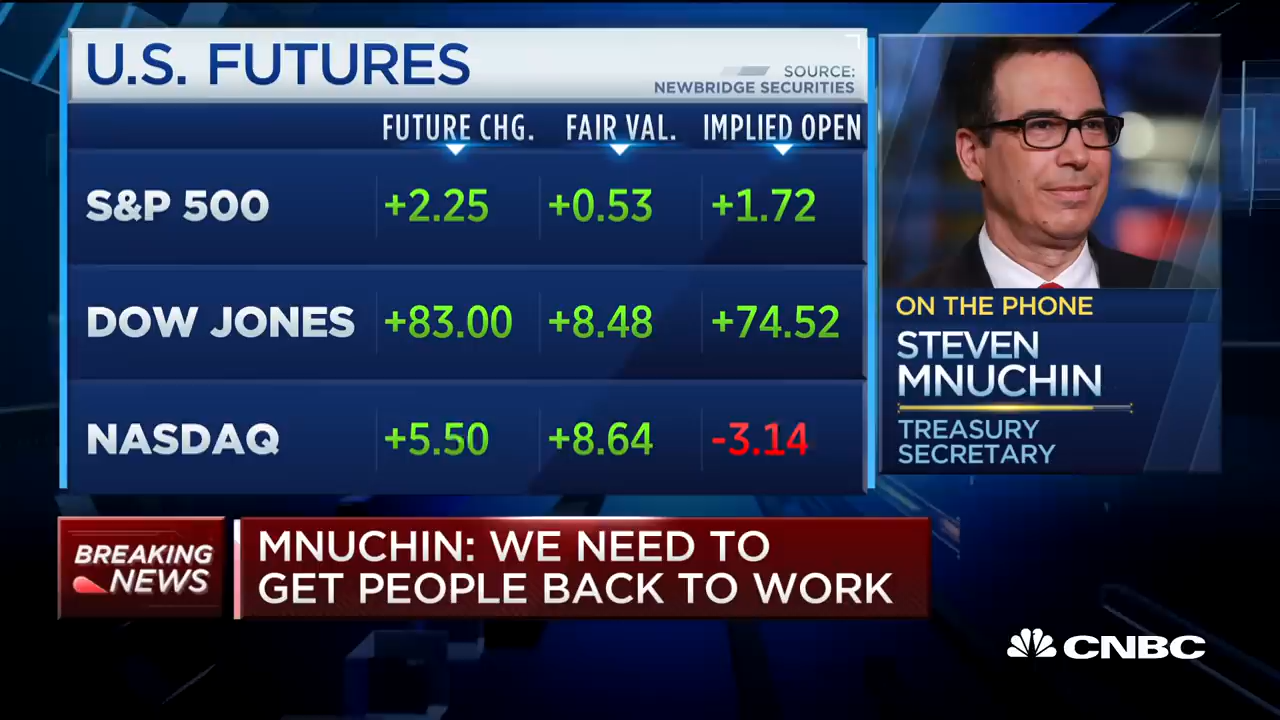 U.S. FUTURES
SOURCE:
NEWBRIDGE SECURITIES
FUTURE CHG. FAIR VAL. IMPLIED OPEN
S&P 500 +2.25 +0.53 +1.72
DOW JONES +83.00 +8.48 +74.52
NASDAQ +5.50 +8.64 -3.14
ON THE PHONE
STEVEN
MNUCHIN
TREASURY
SECRETARY
BREAKING
NEWS
MNUCHIN: WE NEED TO
GET PEOPLE BACK TO WORK
CNBC